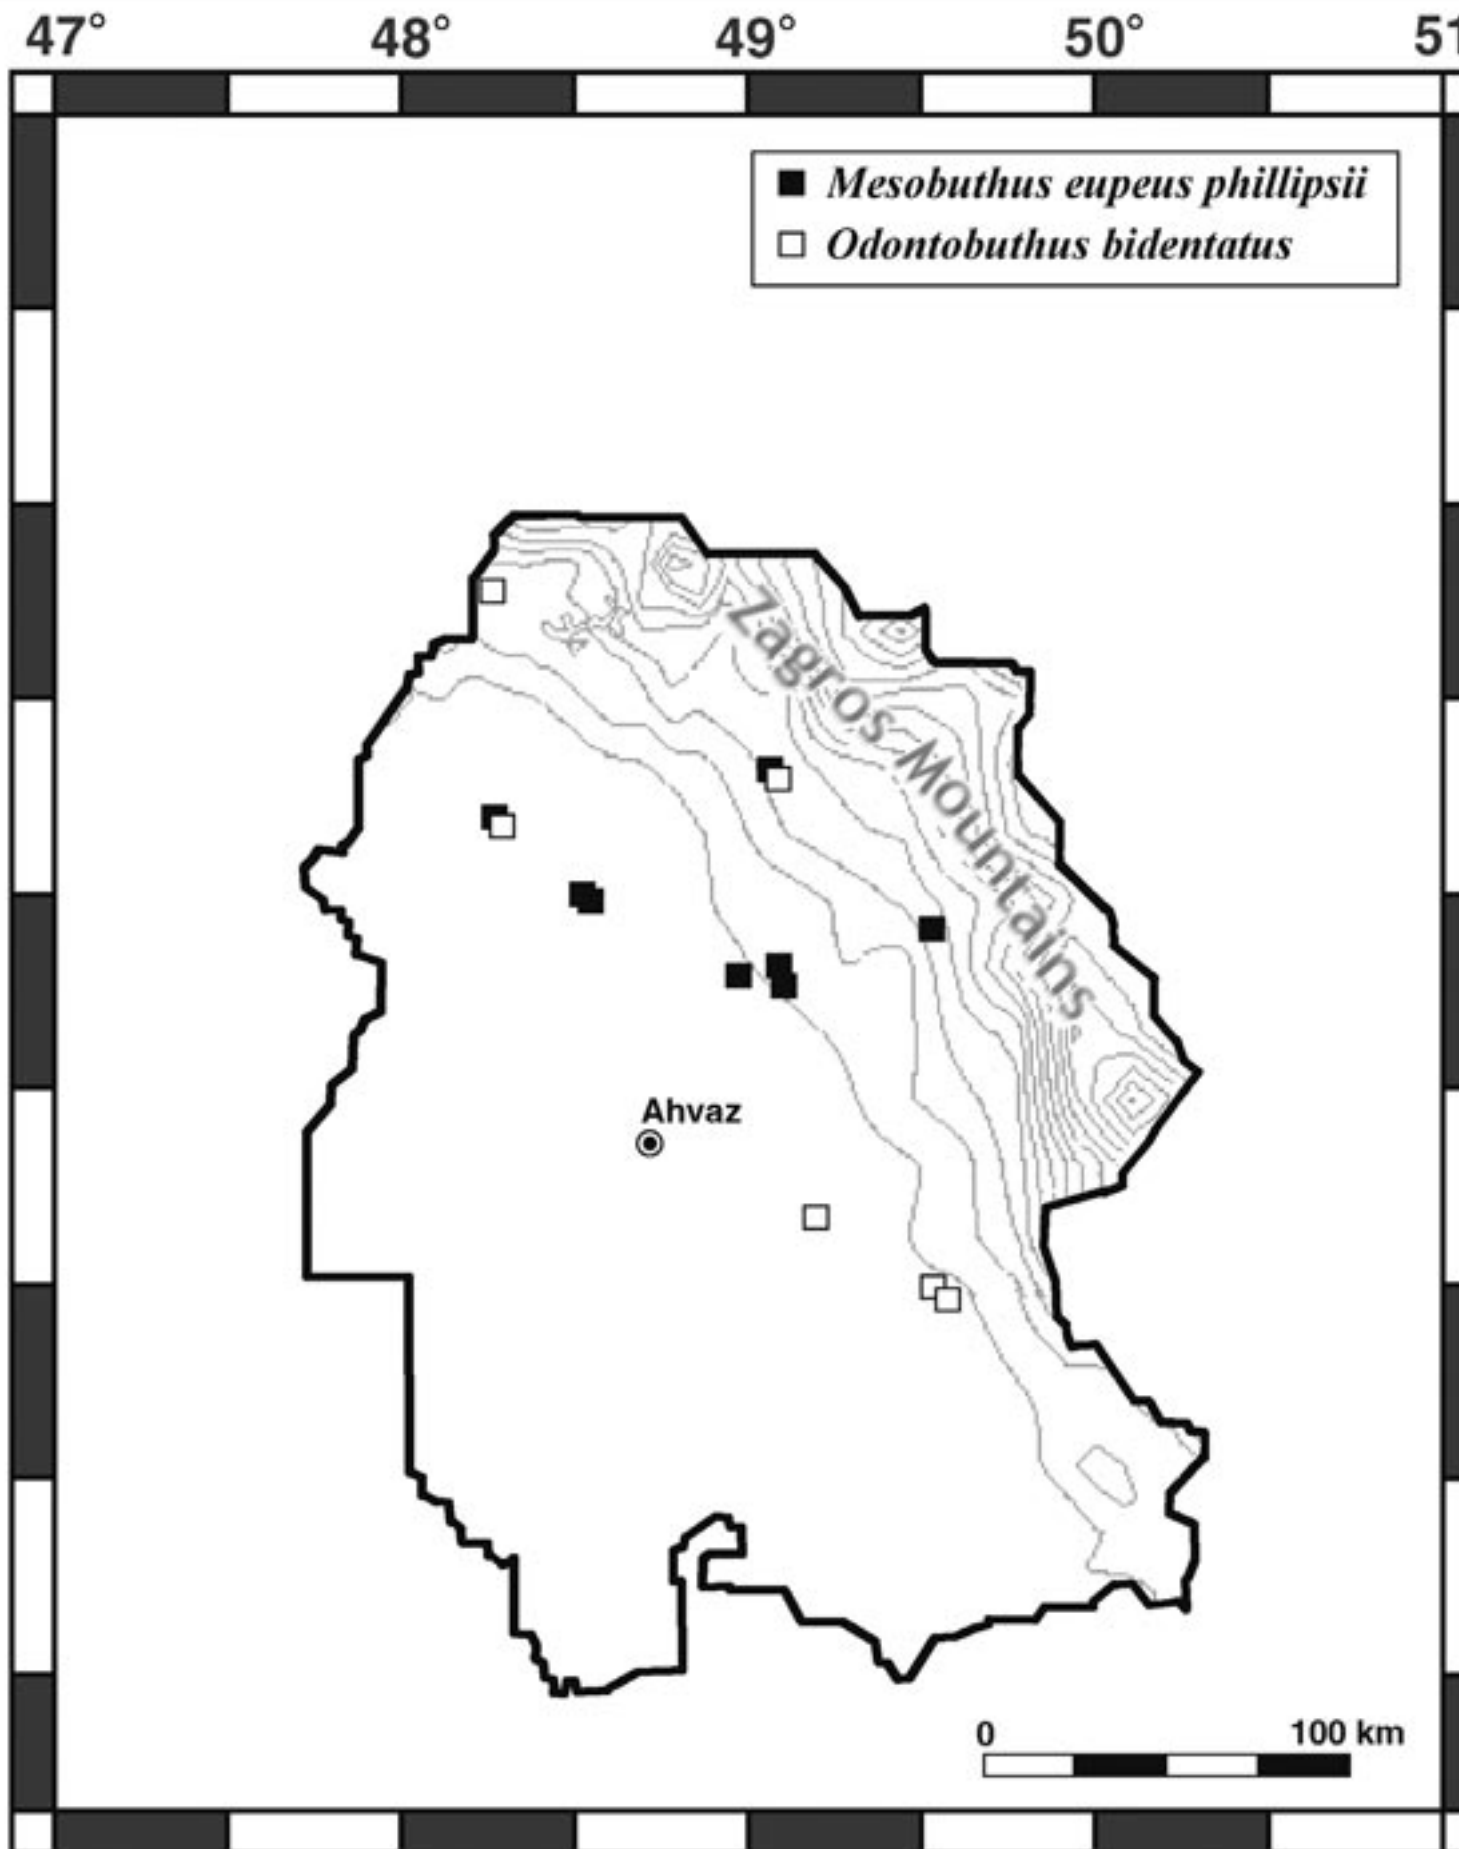 47° 48° 49° 50° 51
Mesobuthus eupeus phillipsii
Odontobuthus bidentatus
Zagros Mountains
Ahvaz
0 100 km